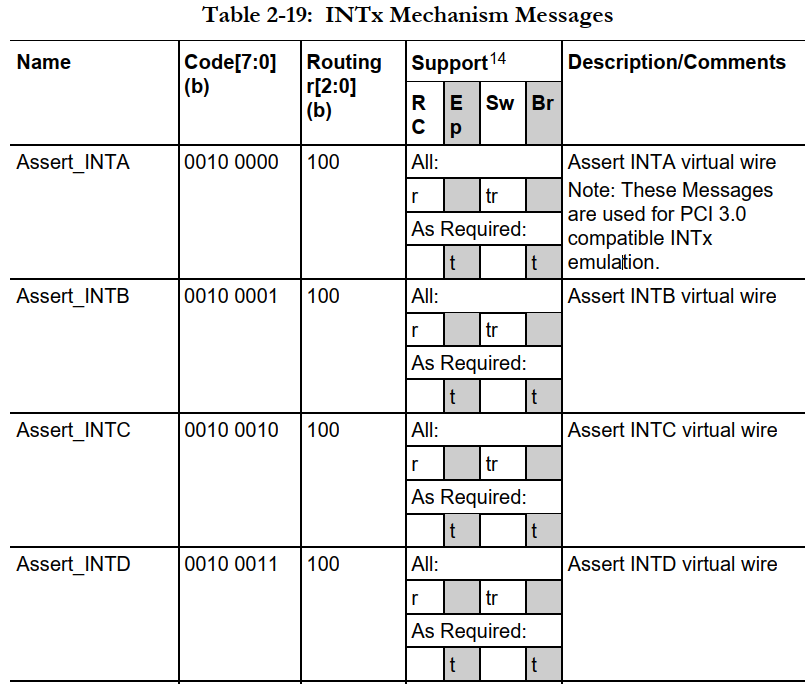 Table 2-19: INTx Mechanism Messages
Name Code[7:0] (b) Routing r[2:0] (b) Support14 Description/Comments
RC Ep Sw Br
Assert_INTA 0010 0000 100 All: Assert INTA virtual wire
r tr Note: These Messages
are used for PCI 3.0
As Required: compatible INTx
t t emulation.
Assert_INTB 0010 0001 100 All: Assert INTB virtual wire
r tr
As Required:
t t
Assert_INTC 0010 0010 100 All: Assert INTC virtual wire
r tr
As Required:
t t
Assert_INTD 0010 0011 100 All: Assert INTD virtual wire
r tr
As Required:
t t